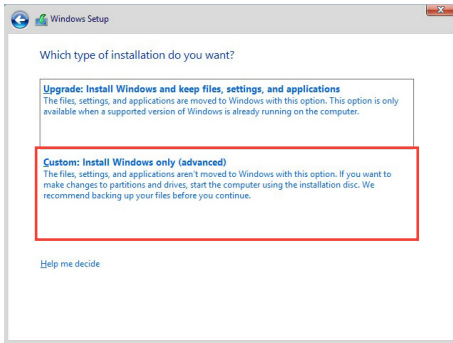 Windows Setup
Which type of installation do you want?
Upgrade: Install Windows and keep files, settings, and applications
The files, settings, and applications are moved to Windows with this option. This option is only
available when a supported version of Windows is already running on the computer.
Custom: Install Windows only (advanced)
The files, settings, and applications aren't moved to Windows with this option. If you want to
make changes to partitions and drives, start the computer using the installation disc. We
recommend backing up your files before you continue.
Help me decide